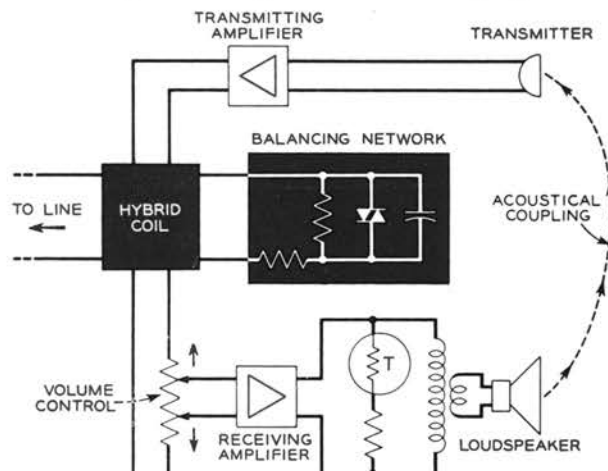 TRANSMITTING
AMPLIFIER
TRANSMITTER
BALANCING NETWORK
TO LINE
HYBRID
COIL
ACOUSTICAL
COUPLING
VOLUME
CONTROL
T
RECEIVING
AMPLIFIER
LOUDSPEAKER